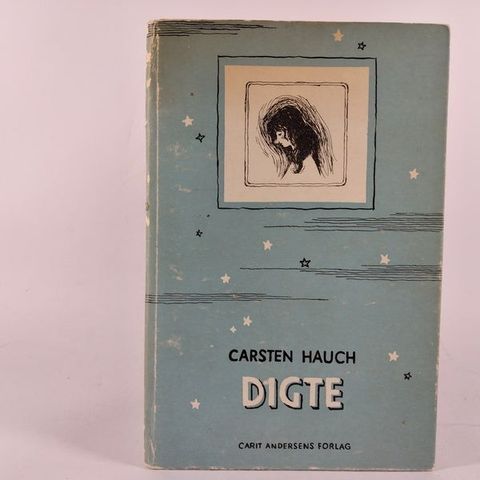 CARSTEN HAUCH
DIGTE
CARIT ANDERSENS FORLAG